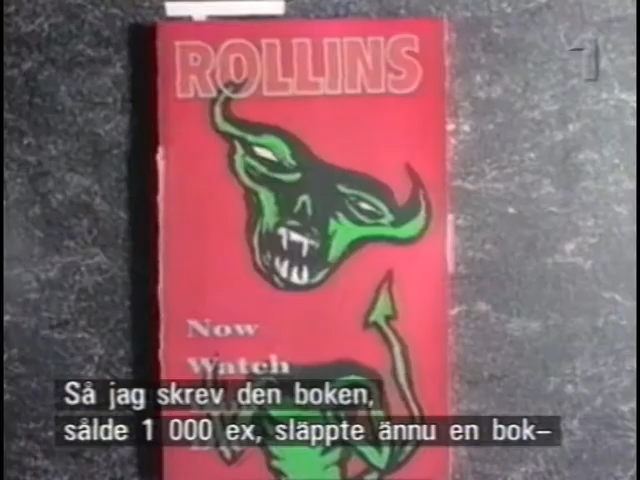 ROLLINS
1
Now
Watch
Så jag skrev den boken,
sålde 1 000 ex, släppte ännu en bok–